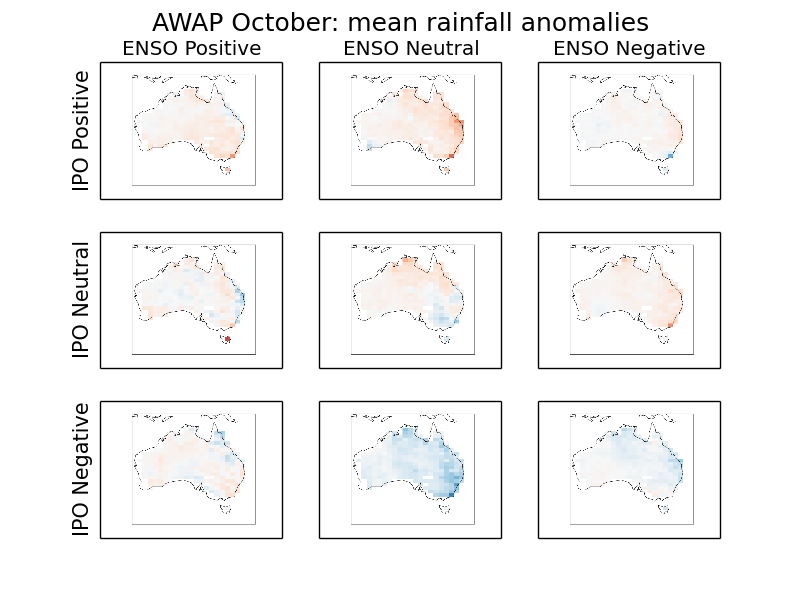 AWAP October: mean rainfall anomalies
ENSO Positive
ENSO Neutral
ENSO Negative
IPO Positive
IPO Neutral
IPO Negative